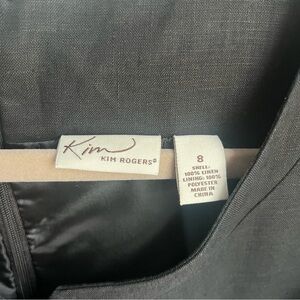 Kim
KIM ROGERS®
8
SHELL:
100% LINEN
LINING: 100%
POLYESTER
MADE IN
CHINA